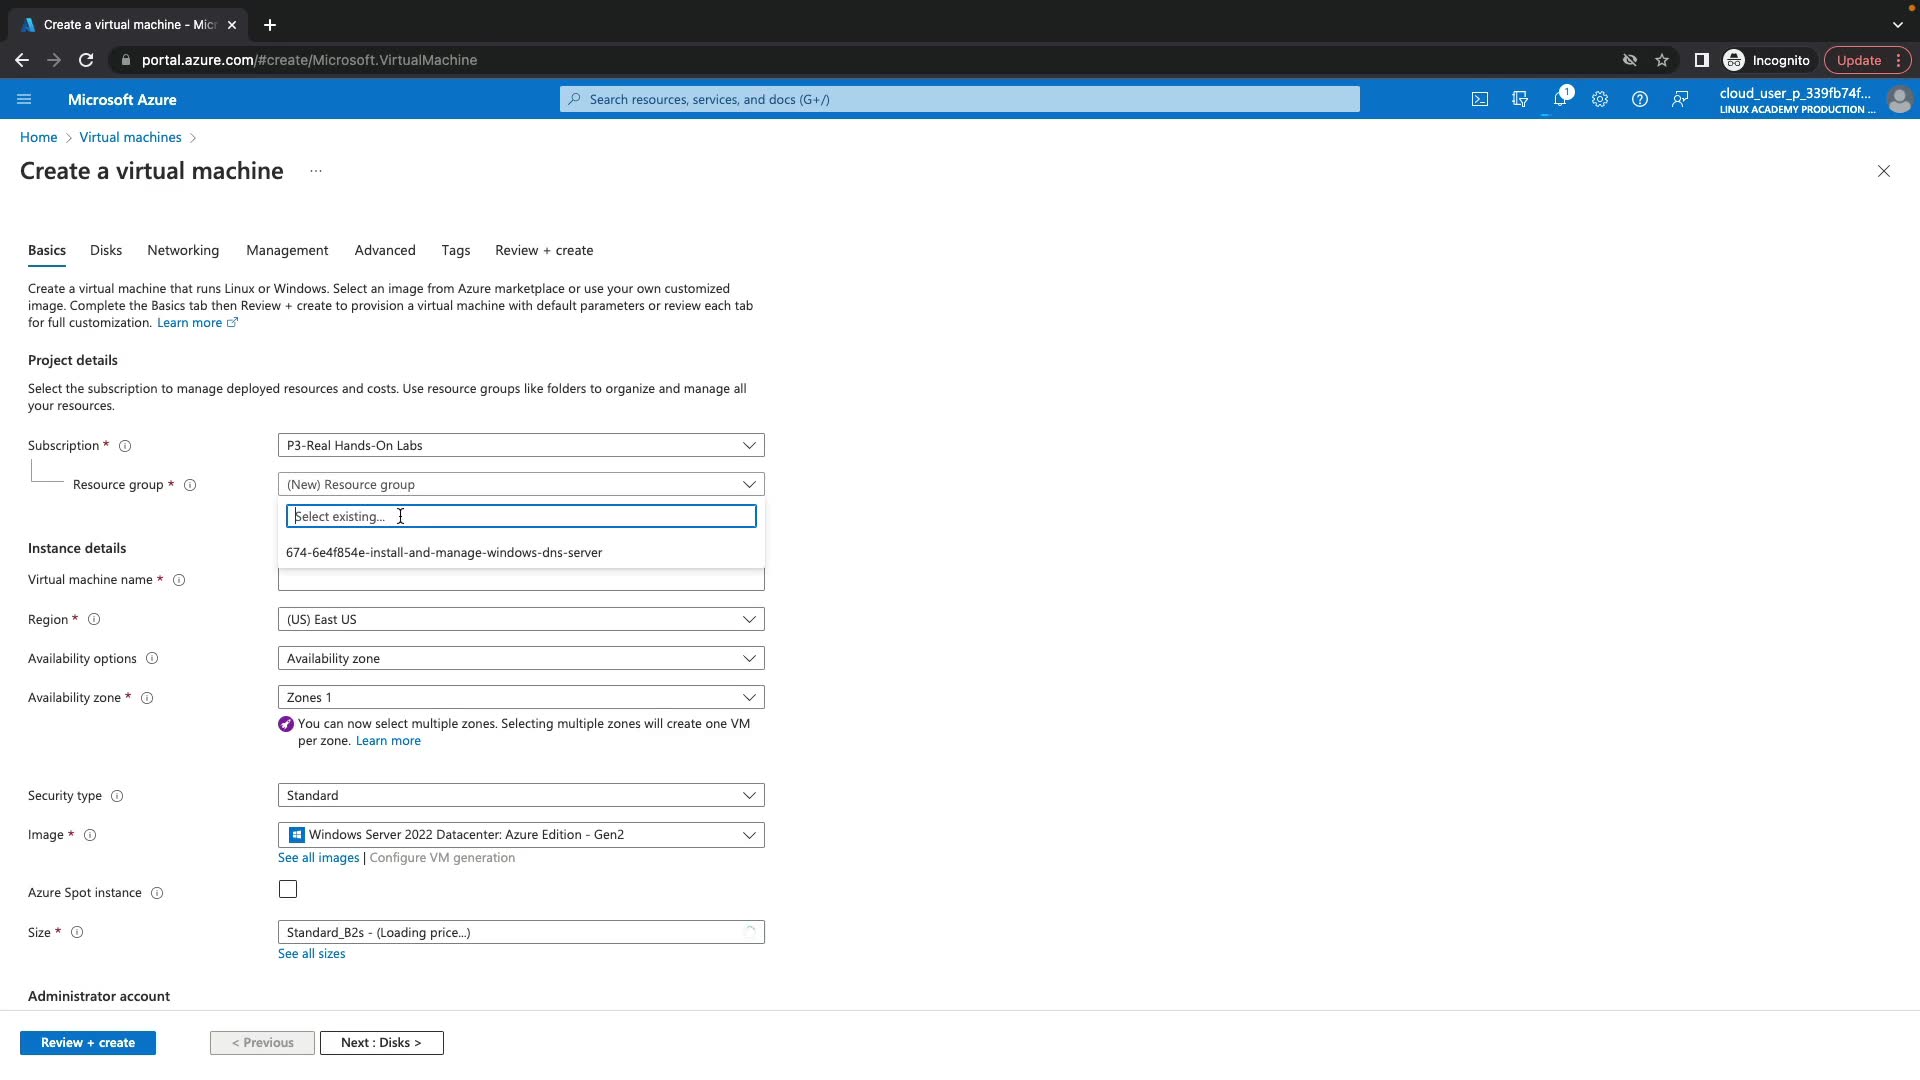 Create a virtual machine - Micr
portal.azure.com/#create/Microsoft.VirtualMachine
Incognito
Update
Microsoft Azure
Search resources, services, and docs (G+/)
1
cloud_user_p_339fb74f...
LINUX ACADEMY PRODUCTION ...
Home > Virtual machines >
Create a virtual machine ...
Basics Disks Networking Management Advanced Tags Review + create
Create a virtual machine that runs Linux or Windows. Select an image from Azure marketplace or use your own customized
image. Complete the Basics tab then Review + create to provision a virtual machine with default parameters or review each tab
for full customization. Learn more
Project details
Select the subscription to manage deployed resources and costs. Use resource groups like folders to organize and manage all
your resources.
Subscription * P3-Real Hands-On Labs
Resource group * (New) Resource group
Select existing...
674-6e4f854e-install-and-manage-windows-dns-server
Instance details
Virtual machine name *
Region * (US) East US
Availability options Availability zone
Availability zone * Zones 1
You can now select multiple zones. Selecting multiple zones will create one VM
per zone. Learn more
Security type Standard
Image * Windows Server 2022 Datacenter: Azure Edition - Gen2
See all images | Configure VM generation
Azure Spot instance
Size * Standard_B2s - (Loading price...)
See all sizes
Administrator account
Review + create < Previous Next : Disks >